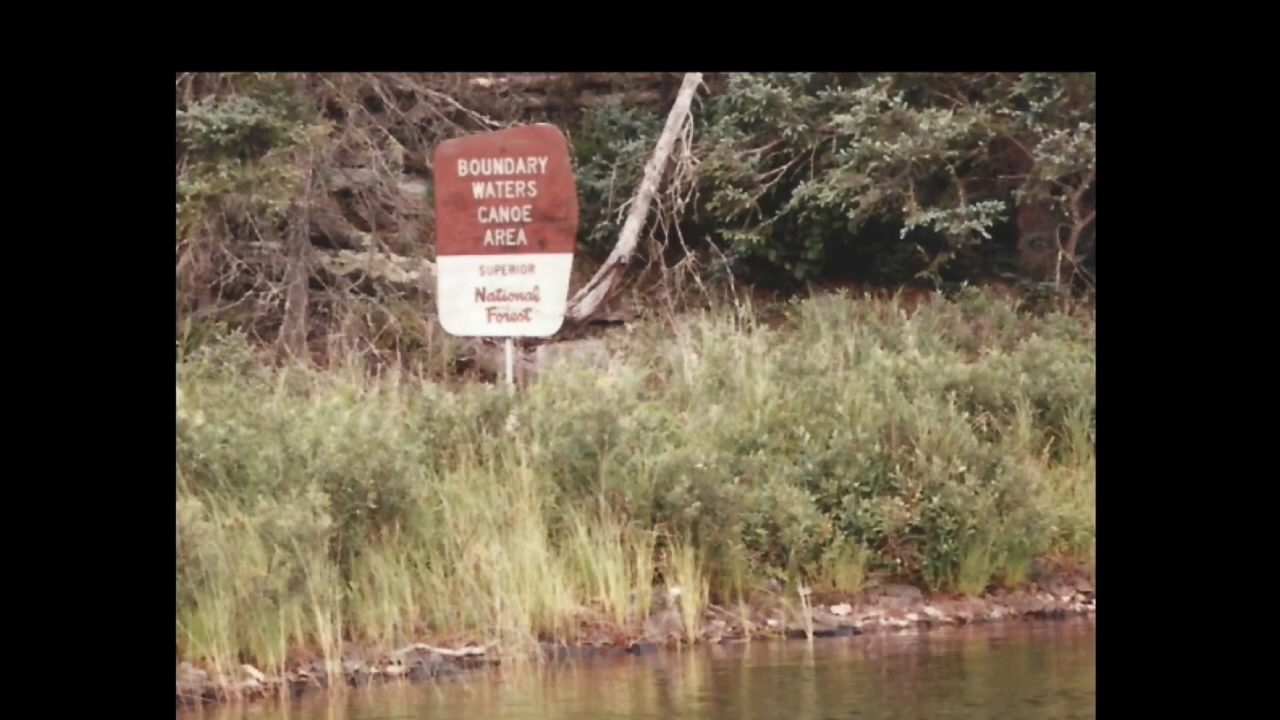 BOUNDARY
WATERS
CANOE
AREA
SUPERIOR
National
Forest